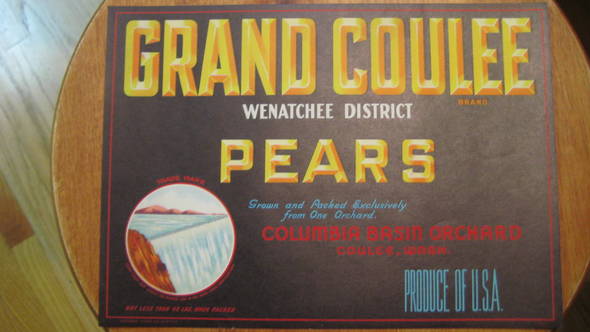 GRAND COULEE
BRAND
WENATCHEE DISTRICT
PEARS
TRADE MARK
Grown and Packed Exclusively
from One Orchard.
COLUMBIA BASIN ORCHARD
COULEE, WASH.
PRODUCE OF U.S.A.
NOT LESS THAN 46 LBS. WHEN PACKED